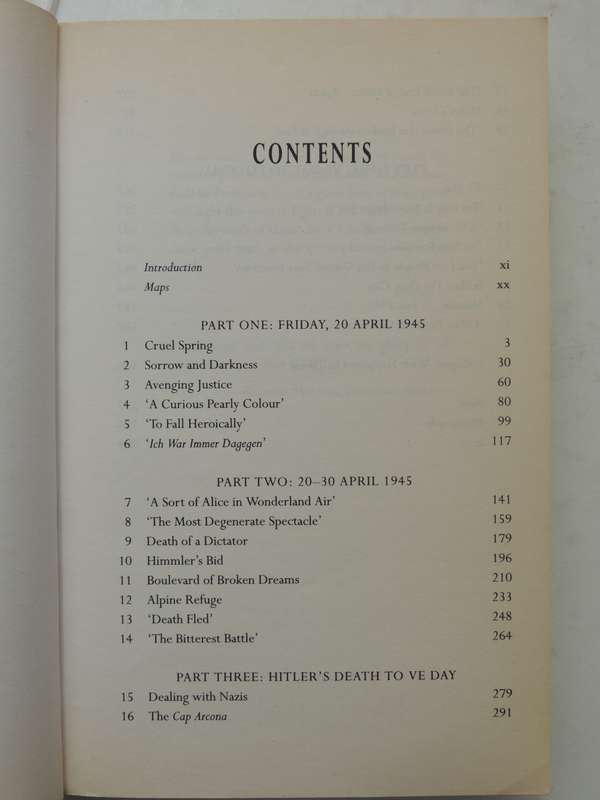 CONTENTS
Introduction xi
Maps xx
PART ONE: FRIDAY, 20 APRIL 1945
1 Cruel Spring 3
2 Sorrow and Darkness 30
3 Avenging Justice 60
4 ‘A Curious Pearly Colour’ 80
5 ‘To Fall Heroically’ 99
6 ‘Ich War Immer Dagegen’ 117
PART TWO: 20–30 APRIL 1945
7 ‘A Sort of Alice in Wonderland Air’ 141
8 ‘The Most Degenerate Spectacle’ 159
9 Death of a Dictator 179
10 Himmler’s Bid 196
11 Boulevard of Broken Dreams 210
12 Alpine Refuge 233
13 ‘Death Fled’ 248
14 ‘The Bitterest Battle’ 264
PART THREE: HITLER’S DEATH TO VE DAY
15 Dealing with Nazis 279
16 The Cap Arcona 291